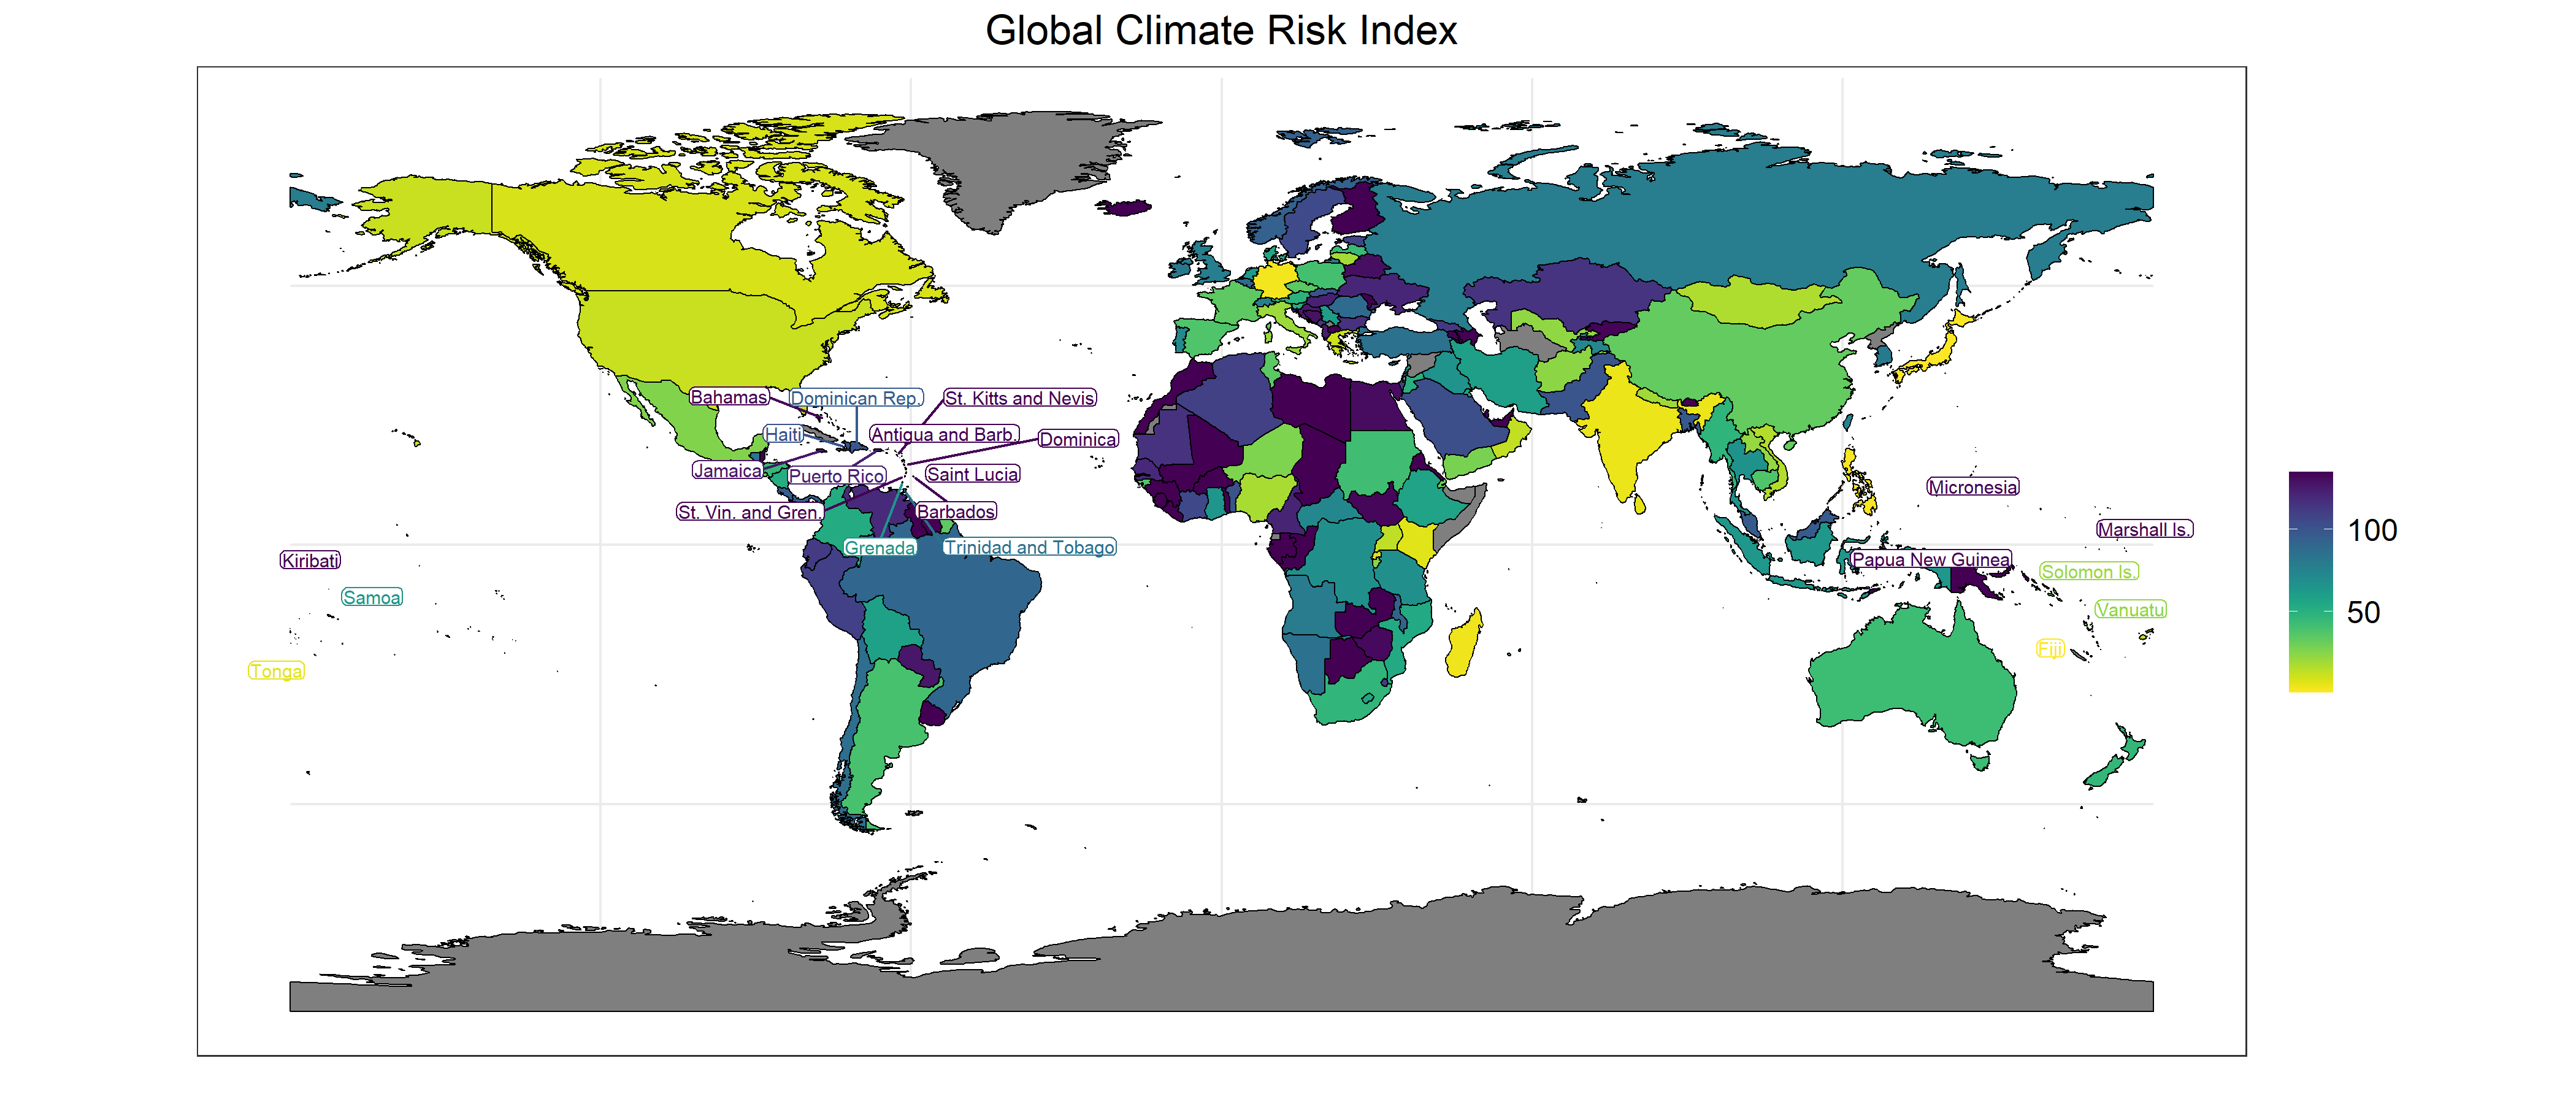 Global Climate Risk Index
Bahamas
Dominican Rep.
St. Kitts and Nevis
Haiti
Antigua and Barb.
Dominica
Jamaica
Puerto Rico
Saint Lucia
St. Vin. and Gren.
Barbados
Grenada
Trinidad and Tobago
Kiribati
Samoa
Tonga
Micronesia
Marshall Is.
Papua New Guinea
Solomon Is.
Vanuatu
Fiji
100
50